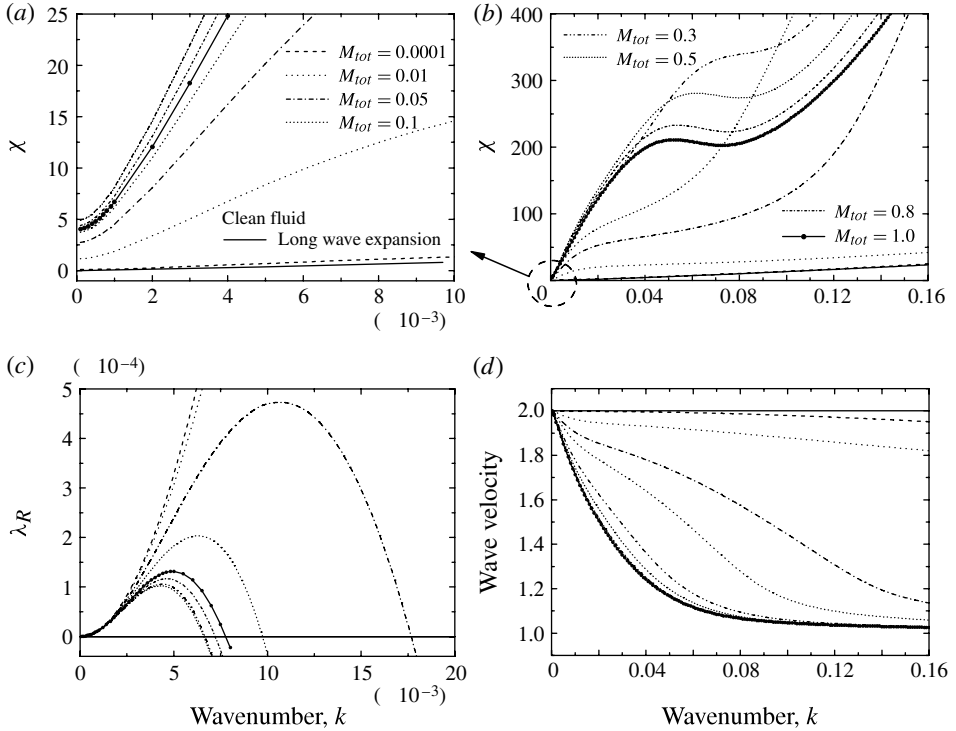 (a)
25
20
15
10
5
0
χ
M_tot = 0.0001
M_tot = 0.01
M_tot = 0.05
M_tot = 0.1
Clean fluid
Long wave expansion
0 2 4 6 8 10
( 10⁻³)
(b)
400
300
200
100
0
χ
M_tot = 0.3
M_tot = 0.5
M_tot = 0.8
M_tot = 1.0
0.04 0.08 0.12 0.16
(c)
( 10⁻⁴)
5
4
3
2
1
0
λ_R
0 5 10 15 20
( 10⁻³)
Wavenumber, k
(d)
2.0
1.8
1.6
1.4
1.2
1.0
Wave velocity
0 0.04 0.08 0.12 0.16
Wavenumber, k